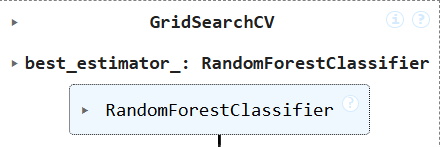 ▸ GridSearchCV i ?
▸ best_estimator_: RandomForestClassifier
▸ RandomForestClassifier ?